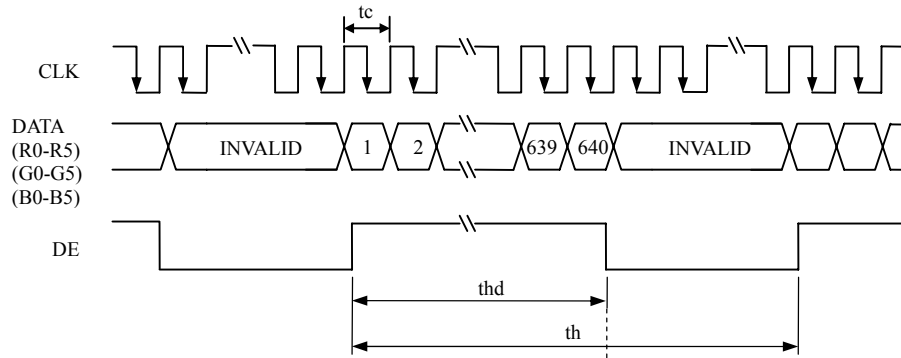 tc
CLK
DATA
(R0-R5)
(G0-G5)
(B0-B5)
INVALID 1 2 639 640 INVALID
DE
thd
th